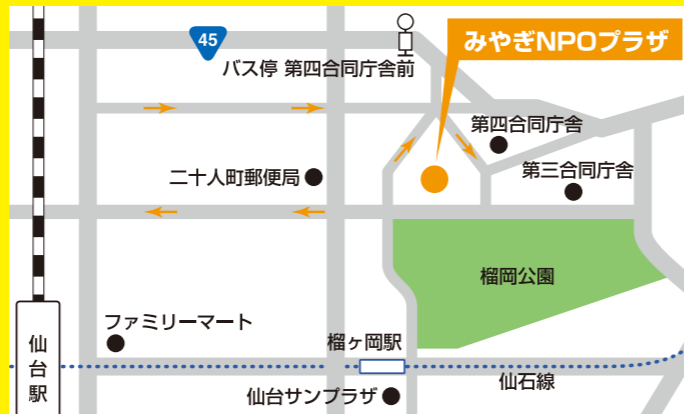 45
みやぎNPOプラザ
バス停 第四合同庁舎前
第四合同庁舎
二十人町郵便局
第三合同庁舎
榴岡公園
ファミリーマート
榴ヶ岡駅
仙台駅
仙石線
仙台サンプラザ